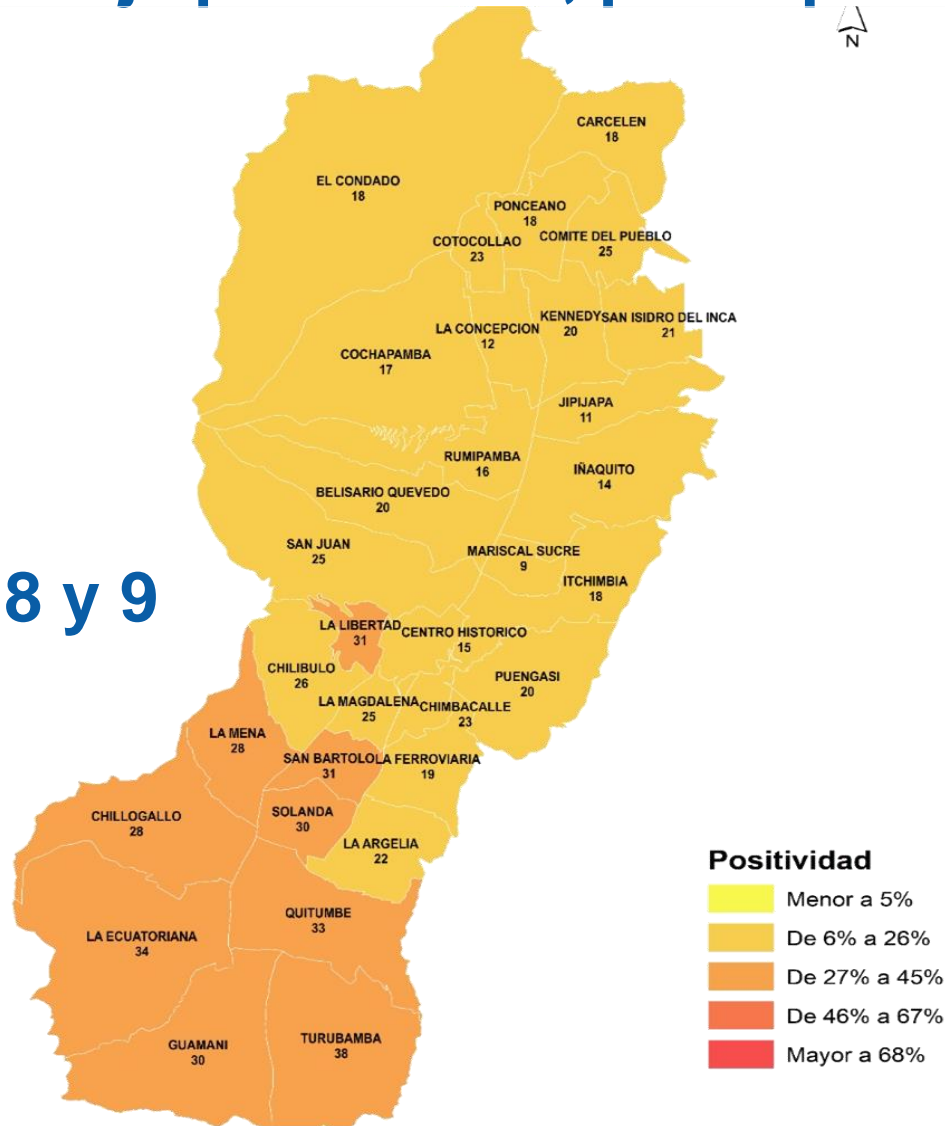 N
CARCELEN
18
EL CONDADO
18
PONCEANO
18
COTOCOLLAO
23
COMITE DEL PUEBLO
25
LA CONCEPCION
12
KENNEDY
20
SAN ISIDRO DEL INCA
21
COCHAPAMBA
17
JIPIJAPA
11
RUMIPAMBA
16
IÑAQUITO
14
BELISARIO QUEVEDO
20
SAN JUAN
25
MARISCAL SUCRE
9
ITCHIMBIA
18
8 y 9
LA LIBERTAD
31
CENTRO HISTORICO
15
CHILIBULO
26
PUENGASI
20
LA MAGDALENA
25
CHIMBACALLE
23
LA MENA
28
SAN BARTOLO
31
LA FERROVIARIA
19
CHILLOGALLO
28
SOLANDA
30
LA ARGELIA
22
QUITUMBE
33
LA ECUATORIANA
34
GUAMANI
30
TURUBAMBA
38
Positividad
Menor a 5%
De 6% a 26%
De 27% a 45%
De 46% a 67%
Mayor a 68%